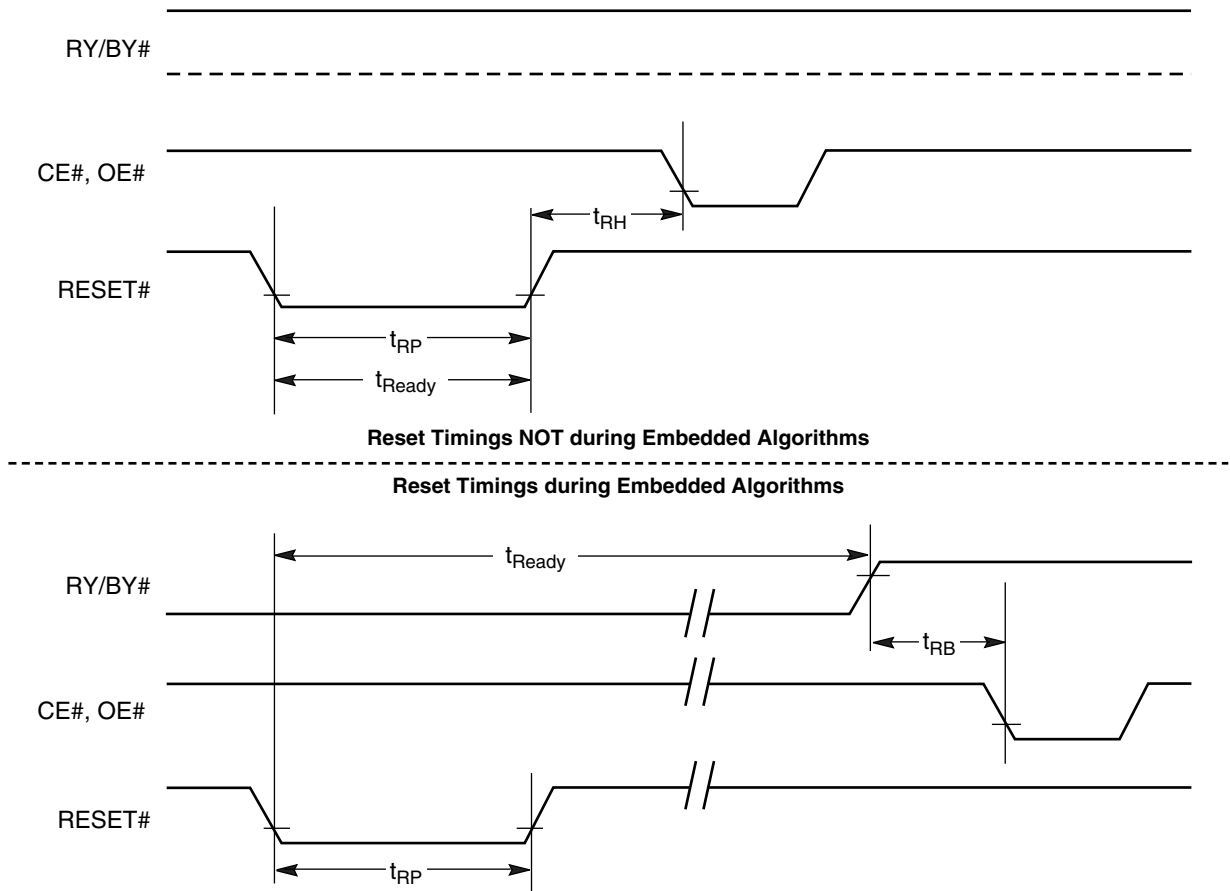 RY/BY#
CE#, OE#
tRH
RESET#
tRP
tReady
Reset Timings NOT during Embedded Algorithms
Reset Timings during Embedded Algorithms
tReady
RY/BY#
tRB
CE#, OE#
RESET#
tRP